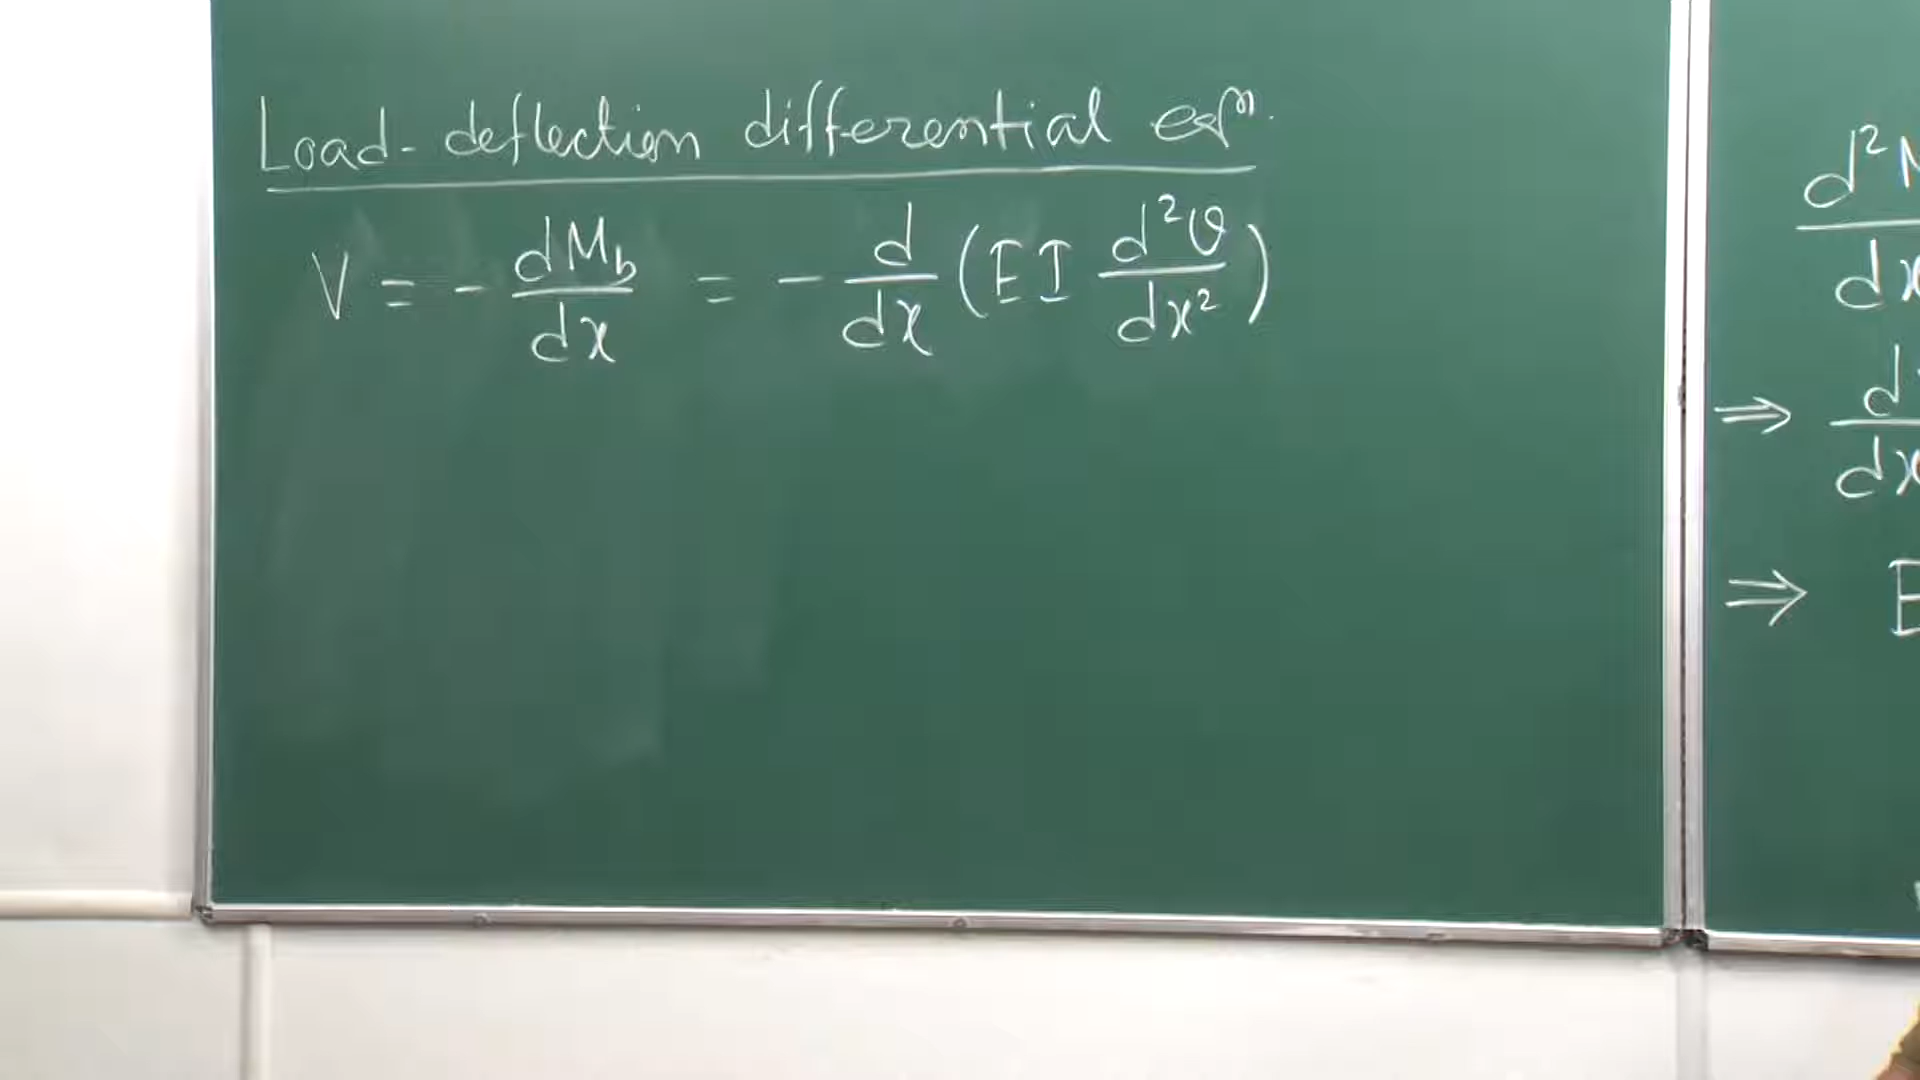 Load-deflection differential eqⁿ.
V = - dM_b/dx = - d/dx (EI d²v/dx²)
d²M/dx
⇒ d/dx
⇒ E